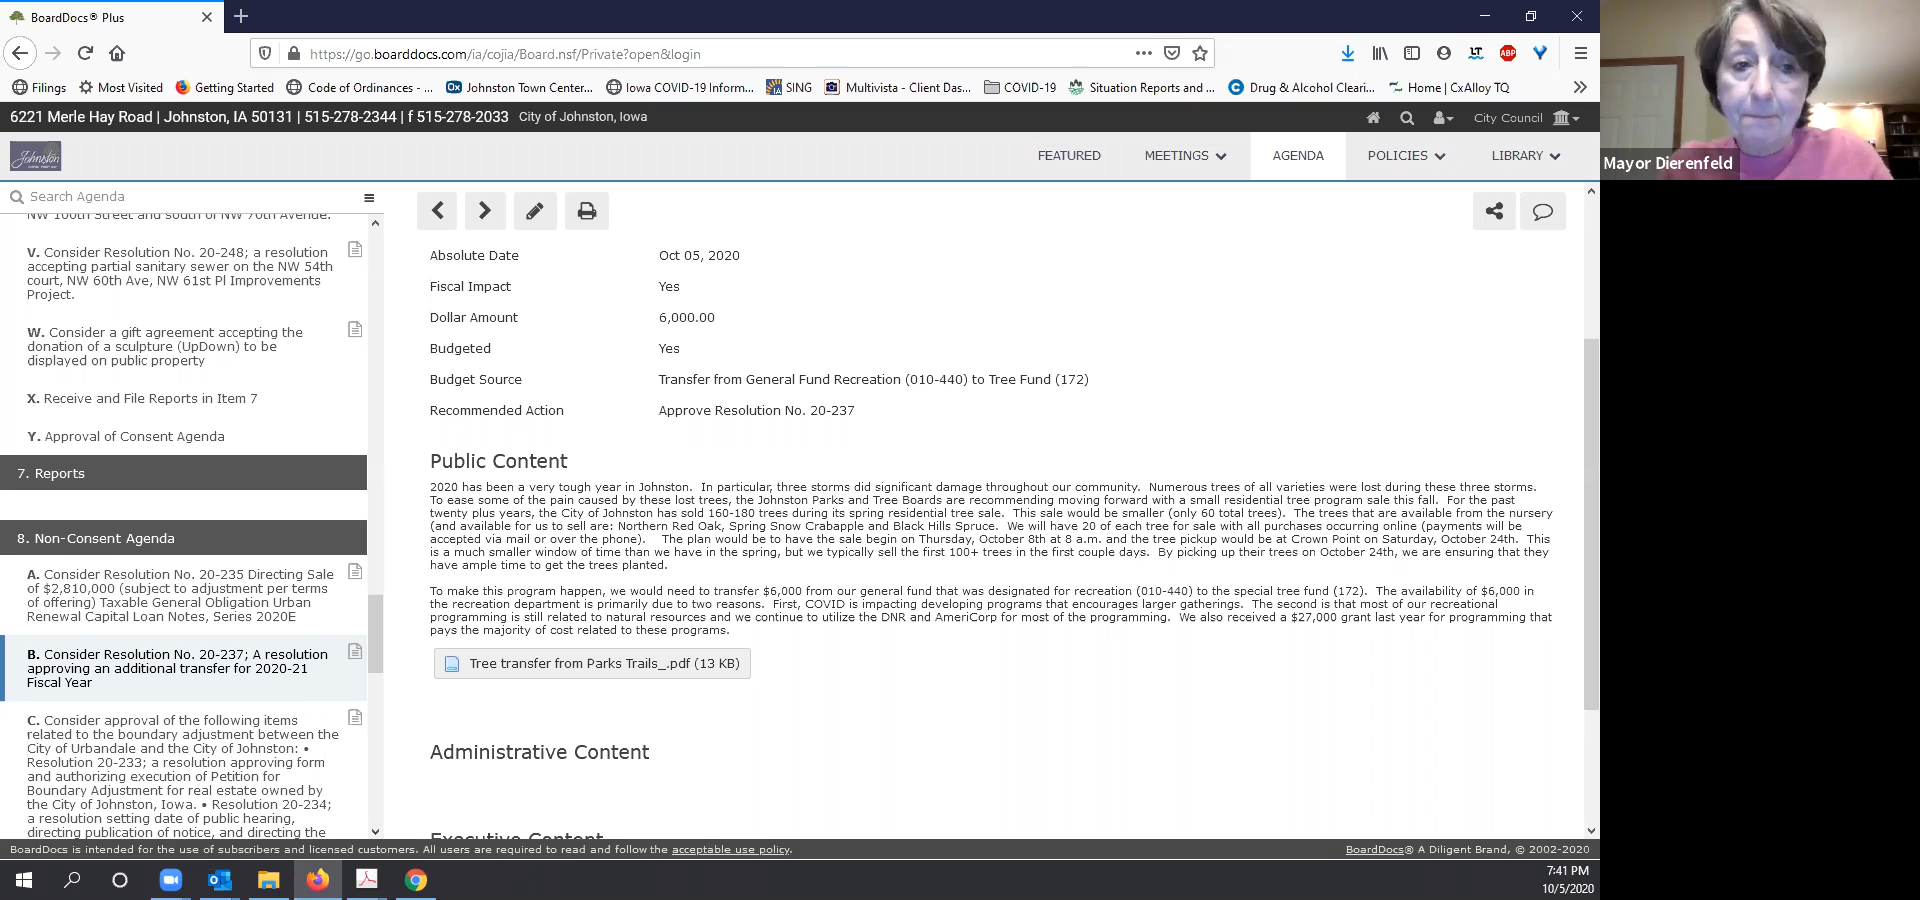 BoardDocs® Plus
https://go.boarddocs.com/ia/cojia/Board.nsf/Private?open&login
Filings Most Visited Getting Started Code of Ordinances - ... Johnston Town Center... Iowa COVID-19 Inform... SING Multivista - Client Das... COVID-19 Situation Reports and ... Drug & Alcohol Cleari... Home | CxAlloy TQ
6221 Merle Hay Road | Johnston, IA 50131 | 515-278-2344 | f 515-278-2033 City of Johnston, Iowa
City Council
Johnston
FEATURED MEETINGS AGENDA POLICIES LIBRARY
Mayor Dierenfeld
Search Agenda
NW 100th Street and south of NW 70th Avenue.
V. Consider Resolution No. 20-248; a resolution
accepting partial sanitary sewer on the NW 54th
court, NW 60th Ave, NW 61st Pl Improvements
Project.
W. Consider a gift agreement accepting the
donation of a sculpture (UpDown) to be
displayed on public property
X. Receive and File Reports in Item 7
Y. Approval of Consent Agenda
7. Reports
8. Non-Consent Agenda
A. Consider Resolution No. 20-235 Directing Sale
of $2,810,000 (subject to adjustment per terms
of offering) Taxable General Obligation Urban
Renewal Capital Loan Notes, Series 2020E
B. Consider Resolution No. 20-237; A resolution
approving an additional transfer for 2020-21
Fiscal Year
C. Consider approval of the following items
related to the boundary adjustment between the
City of Urbandale and the City of Johnston: •
Resolution 20-233; a resolution approving form
and authorizing execution of Petition for
Boundary Adjustment for real estate owned by
the City of Johnston, Iowa. • Resolution 20-234;
a resolution setting date of public hearing,
directing publication of notice, and directing the
Absolute Date Oct 05, 2020
Fiscal Impact Yes
Dollar Amount 6,000.00
Budgeted Yes
Budget Source Transfer from General Fund Recreation (010-440) to Tree Fund (172)
Recommended Action Approve Resolution No. 20-237
Public Content
2020 has been a very tough year in Johnston. In particular, three storms did significant damage throughout our community. Numerous trees of all varieties were lost during these three storms.
To ease some of the pain caused by these lost trees, the Johnston Parks and Tree Boards are recommending moving forward with a small residential tree program sale this fall. For the past
twenty plus years, the City of Johnston has sold 160-180 trees during its spring residential tree sale. This sale would be smaller (only 60 total trees). The trees that are available from the nursery
(and available for us to sell are: Northern Red Oak, Spring Snow Crabapple and Black Hills Spruce. We will have 20 of each tree for sale with all purchases occurring online (payments will be
accepted via mail or over the phone). The plan would be to have the sale begin on Thursday, October 8th at 8 a.m. and the tree pickup would be at Crown Point on Saturday, October 24th. This
is a much smaller window of time than we have in the spring, but we typically sell the first 100+ trees in the first couple days. By picking up their trees on October 24th, we are ensuring that they
have ample time to get the trees planted.
To make this program happen, we would need to transfer $6,000 from our general fund that was designated for recreation (010-440) to the special tree fund (172). The availability of $6,000 in
the recreation department is primarily due to two reasons. First, COVID is impacting developing programs that encourages larger gatherings. The second is that most of our recreational
programming is still related to natural resources and we continue to utilize the DNR and AmeriCorp for most of the programming. We also received a $27,000 grant last year for programming that
pays the majority of cost related to these programs.
Tree transfer from Parks Trails_.pdf (13 KB)
Administrative Content
Executive Content
BoardDocs is intended for the use of subscribers and licensed customers. All users are required to read and follow the acceptable use policy. BoardDocs® A Diligent Brand, © 2002-2020
7:41 PM
10/5/2020